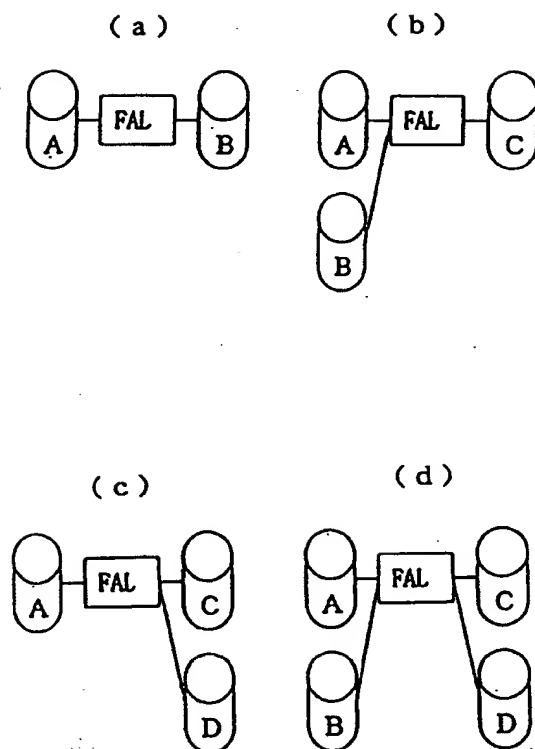 (a) (b)
A FAL B A FAL C
B
(c) (d)
A FAL C A FAL C
D B D